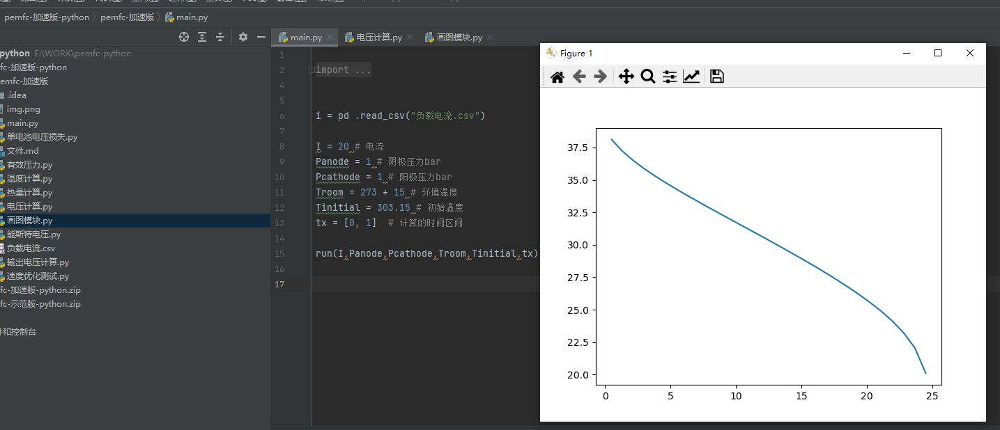 pemfc-加速版-python 〉 pemfc-加速版 〉 main.py
python E:\WORK\pemfc-python
fc-加速版-python
emfc-加速版
.idea
img.png
main.py
单电池电压损失.py
文件.md
有效压力.py
温度计算.py
热量计算.py
电压计算.py
画图模块.py
能斯特电压.py
负载电流.csv
输出电压计算.py
速度优化测试.py
fc-加速版-python.zip
fc-示范版-python.zip
件和控制台
main.py × 电压计算.py × 画图模块.py ×
1
2 import ...
4
5
6 i = pd .read_csv("负载电流.csv")
7
8 I = 20 # 电流
9 Panode = 1 # 阴极压力bar
10 Pcathode = 1 # 阳极压力bar
11 Troom = 273 + 15 # 环境温度
12 Tinitial = 303.15 # 初始温度
13 tx = [0, 1] # 计算的时间区间
14
15 run(I,Panode,Pcathode,Troom,Tinitial,tx)
16
17
Figure 1
37.5
35.0
32.5
30.0
27.5
25.0
22.5
20.0
0 5 10 15 20 25